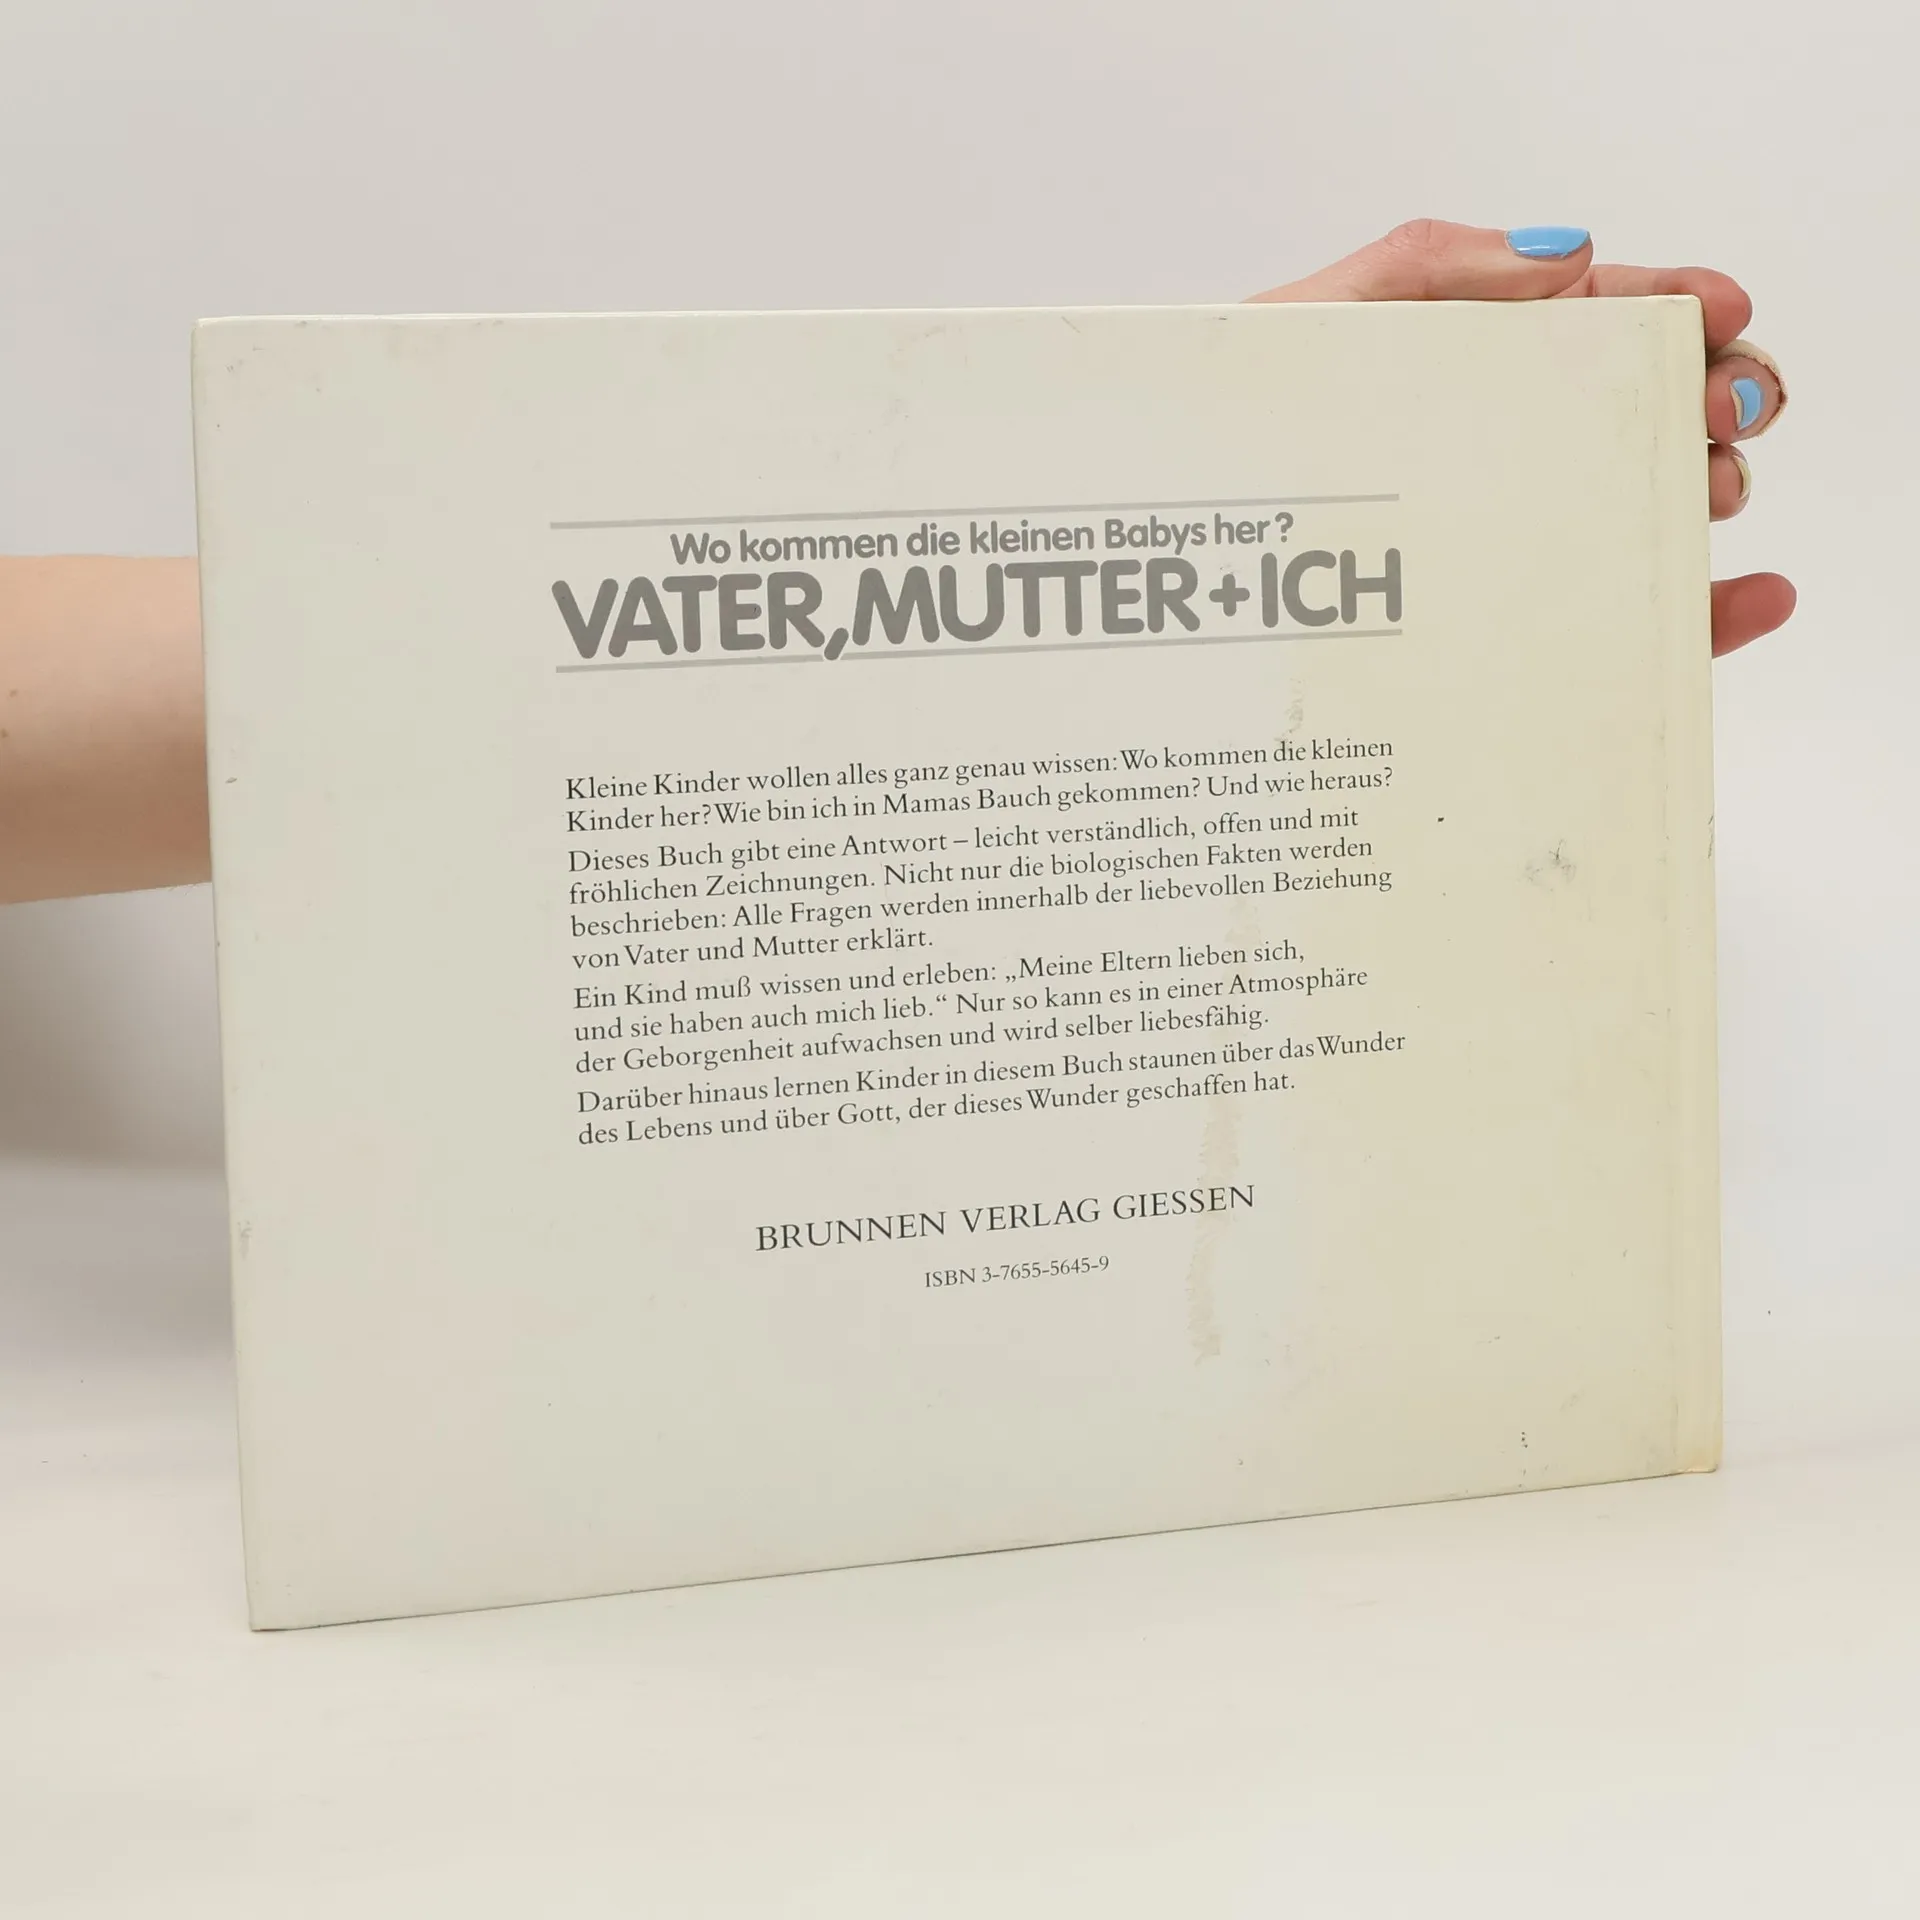 Wo kommen die kleinen Babys her?
VATER, MUTTER + ICH
Kleine Kinder wollen alles ganz genau wissen: Wo kommen die kleinen
Kinder her? Wie bin ich in Mamas Bauch gekommen? Und wie heraus?
Dieses Buch gibt eine Antwort – leicht verständlich, offen und mit
fröhlichen Zeichnungen. Nicht nur die biologischen Fakten werden
beschrieben: Alle Fragen werden innerhalb der liebevollen Beziehung
von Vater und Mutter erklärt.
Ein Kind muß wissen und erleben: „Meine Eltern lieben sich,
und sie haben auch mich lieb.“ Nur so kann es in einer Atmosphäre
der Geborgenheit aufwachsen und wird selber liebesfähig.
Darüber hinaus lernen Kinder in diesem Buch staunen über das Wunder
des Lebens und über Gott, der dieses Wunder geschaffen hat.
BRUNNEN VERLAG GIESSEN
ISBN 3-7655-5645-9